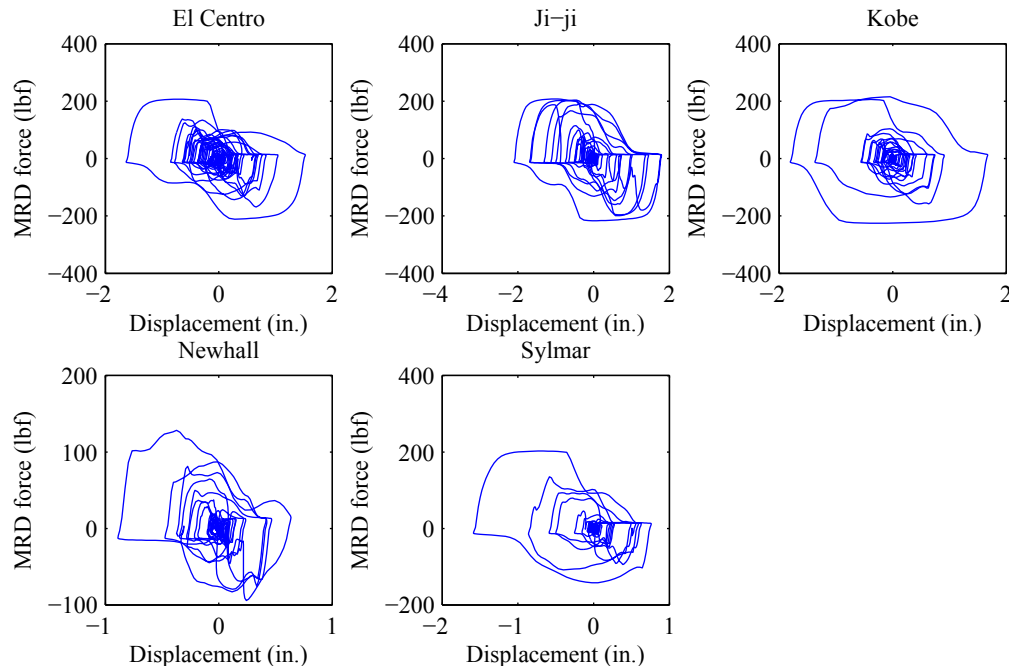 El Centro
Ji−ji
Kobe
400
200
0
−200
−400
MRD force (lbf)
−2
0
2
Displacement (in.)
400
200
0
−200
−400
MRD force (lbf)
−4
−2
0
2
Displacement (in.)
400
200
0
−200
−400
MRD force (lbf)
−2
0
2
Displacement (in.)
Newhall
Sylmar
200
100
0
−100
MRD force (lbf)
−1
0
1
Displacement (in.)
400
200
0
−200
MRD force (lbf)
−2
−1
0
1
Displacement (in.)